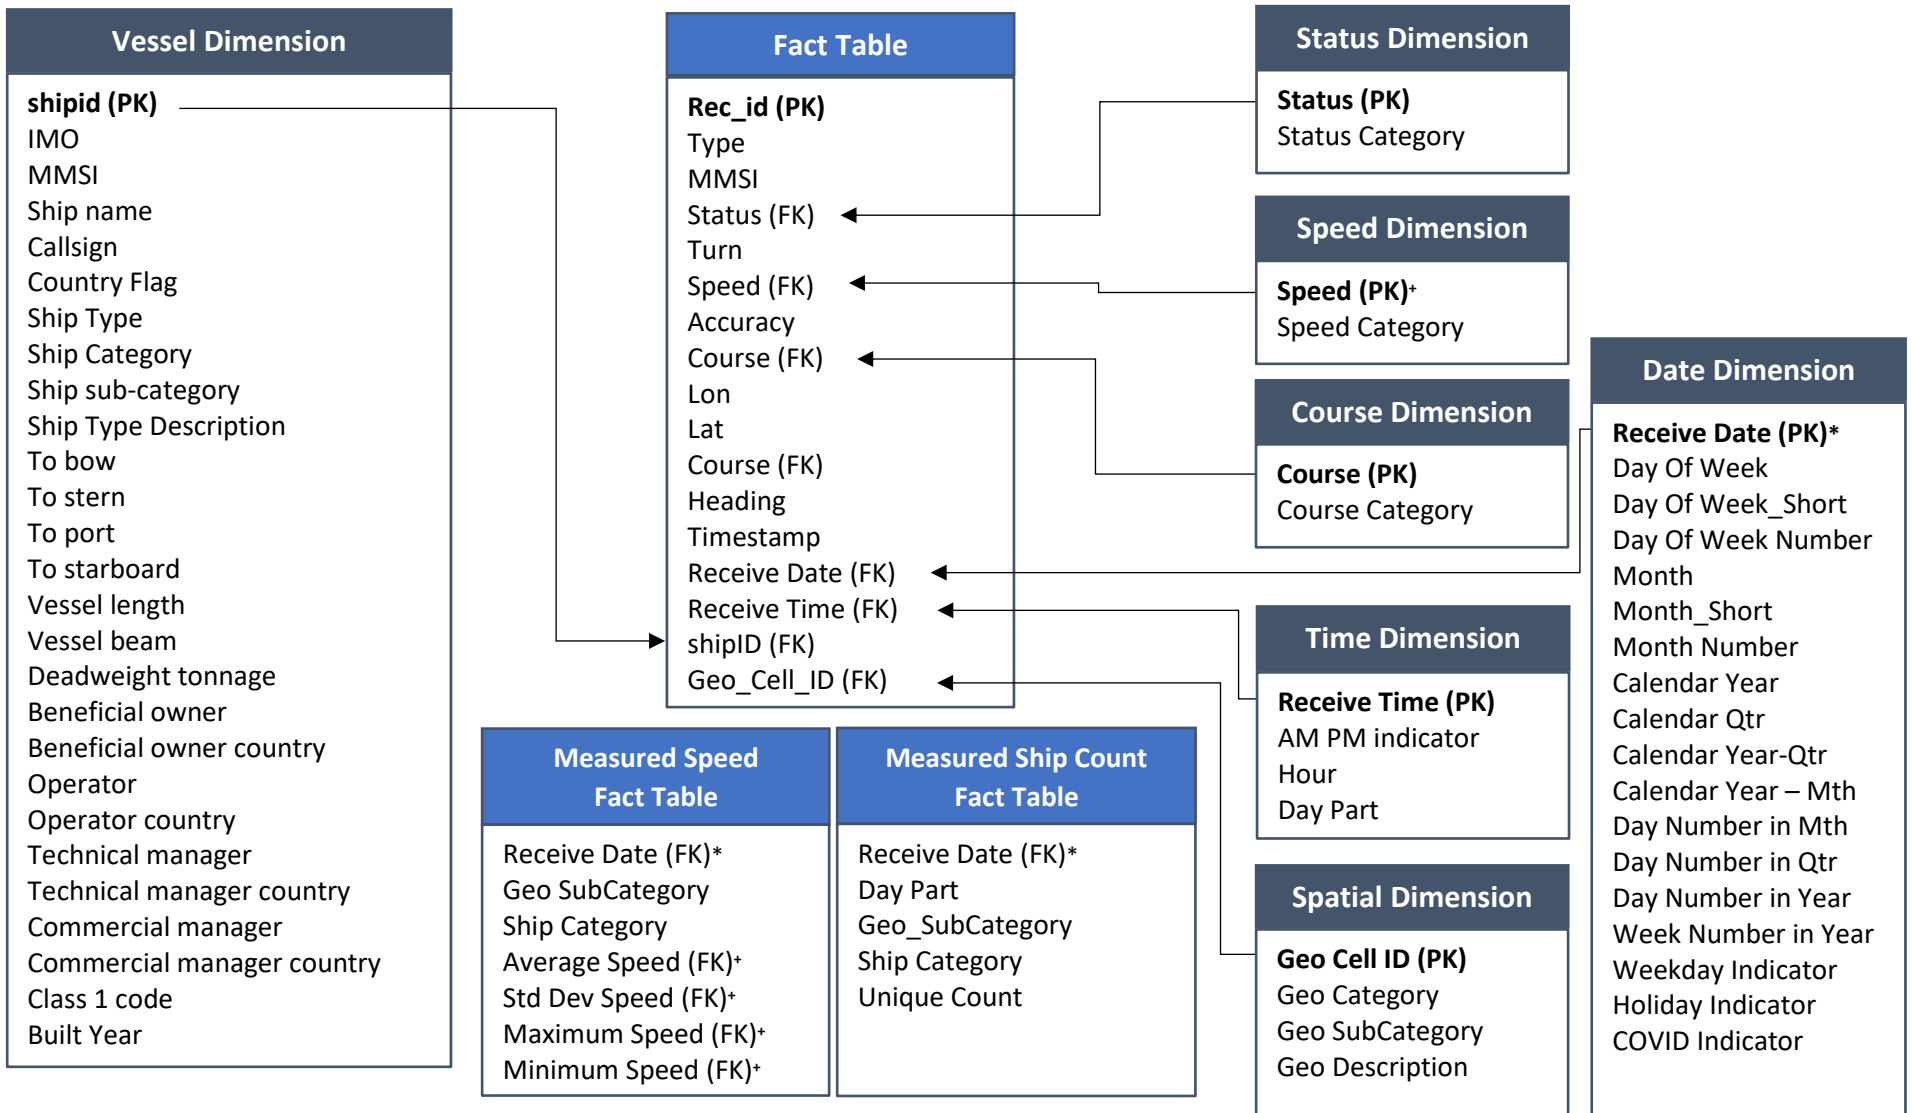 Vessel Dimension
shipid (PK)
IMO
MMSI
Ship name
Callsign
Country Flag
Ship Type
Ship Category
Ship sub-category
Ship Type Description
To bow
To stern
To port
To starboard
Vessel length
Vessel beam
Deadweight tonnage
Beneficial owner
Beneficial owner country
Operator
Operator country
Technical manager
Technical manager country
Commercial manager
Commercial manager country
Class 1 code
Built Year
Fact Table
Rec_id (PK)
Type
MMSI
Status (FK)
Turn
Speed (FK)
Accuracy
Course (FK)
Lon
Lat
Course (FK)
Heading
Timestamp
Receive Date (FK)
Receive Time (FK)
shipID (FK)
Geo_Cell_ID (FK)
Measured Speed
Fact Table
Receive Date (FK)*
Geo SubCategory
Ship Category
Average Speed (FK)+
Std Dev Speed (FK)+
Maximum Speed (FK)+
Minimum Speed (FK)+
Measured Ship Count
Fact Table
Receive Date (FK)*
Day Part
Geo_SubCategory
Ship Category
Unique Count
Status Dimension
Status (PK)
Status Category
Speed Dimension
Speed (PK)+
Speed Category
Course Dimension
Course (PK)
Course Category
Time Dimension
Receive Time (PK)
AM PM indicator
Hour
Day Part
Spatial Dimension
Geo Cell ID (PK)
Geo Category
Geo SubCategory
Geo Description
Date Dimension
Receive Date (PK)*
Day Of Week
Day Of Week_Short
Day Of Week Number
Month
Month_Short
Month Number
Calendar Year
Calendar Qtr
Calendar Year-Qtr
Calendar Year – Mth
Day Number in Mth
Day Number in Qtr
Day Number in Year
Week Number in Year
Weekday Indicator
Holiday Indicator
COVID Indicator